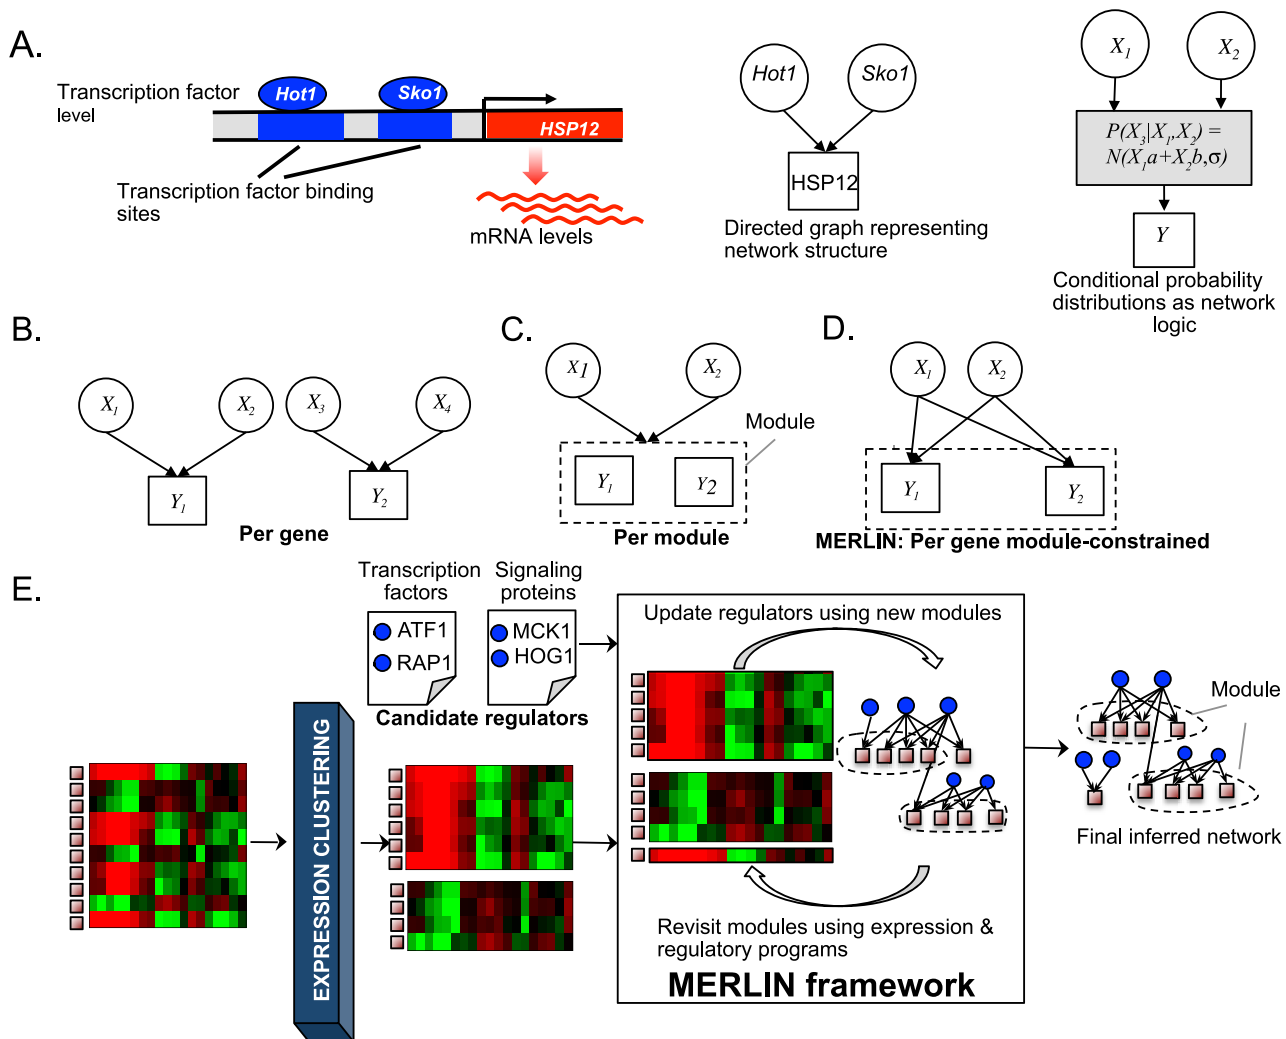 A.
Transcription factor
level
Hot1
Sko1
HSP12
Transcription factor binding
sites
mRNA levels
Hot1
Sko1
HSP12
Directed graph representing
network structure
X1
X2
P(X3|X1,X2) =
N(X1a+X2b,σ)
Y
Conditional probability
distributions as network
logic
B.
X1
X2
X3
X4
Y1
Y2
Per gene
C.
X1
X2
Module
Y1
Y2
Per module
D.
X1
X2
Y1
Y2
MERLIN: Per gene module-constrained
E.
Transcription
factors
ATF1
RAP1
Signaling
proteins
MCK1
HOG1
Candidate regulators
EXPRESSION CLUSTERING
Update regulators using new modules
Revisit modules using expression &
regulatory programs
MERLIN framework
Module
Final inferred network